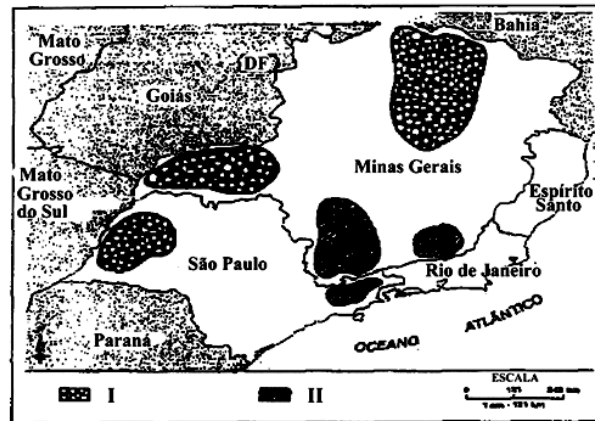 Mato
Grosso
Bahia
DF
Goiás
Minas Gerais
Mato
Grosso
do Sul
Espírito
Santo
São Paulo
Rio de Janeiro
Paraná
OCEANO ATLÂNTICO
I
II
ESCALA
0